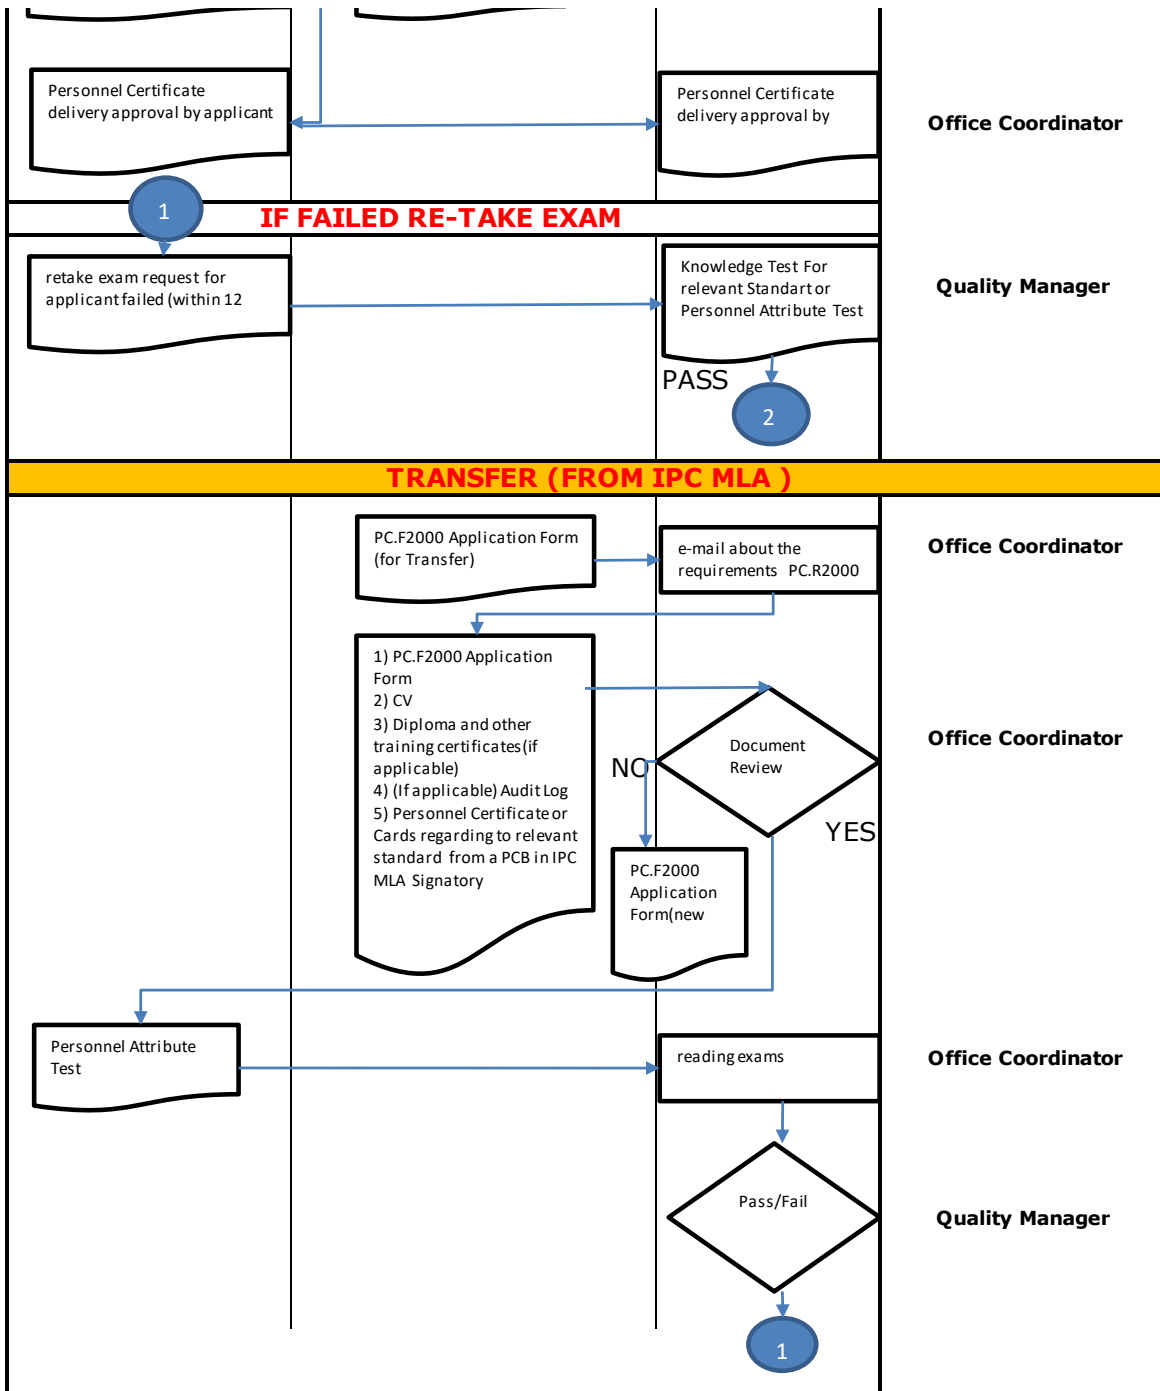 Personnel Certificate
delivery approval by applicant
Personnel Certificate
delivery approval by
Office Coordinator
1
IF FAILED RE-TAKE EXAM
retake exam request for
applicant failed (within 12
Knowledge Test For
relevant Standart or
Personnel Attribute Test
Quality Manager
PASS
2
TRANSFER (FROM IPC MLA )
PC.F2000 Application Form
(for Transfer)
e-mail about the
requirements PC.R2000
Office Coordinator
1) PC.F2000 Application
Form
2) CV
3) Diploma and other
training certificates(if
applicable)
4) (If applicable) Audit Log
5) Personnel Certificate or
Cards regarding to relevant
standard from a PCB in IPC
MLA Signatory
Document
Review
Office Coordinator
NO
YES
PC.F2000
Application
Form(new
Personnel Attribute
Test
reading exams
Office Coordinator
Pass/Fail
Quality Manager
1